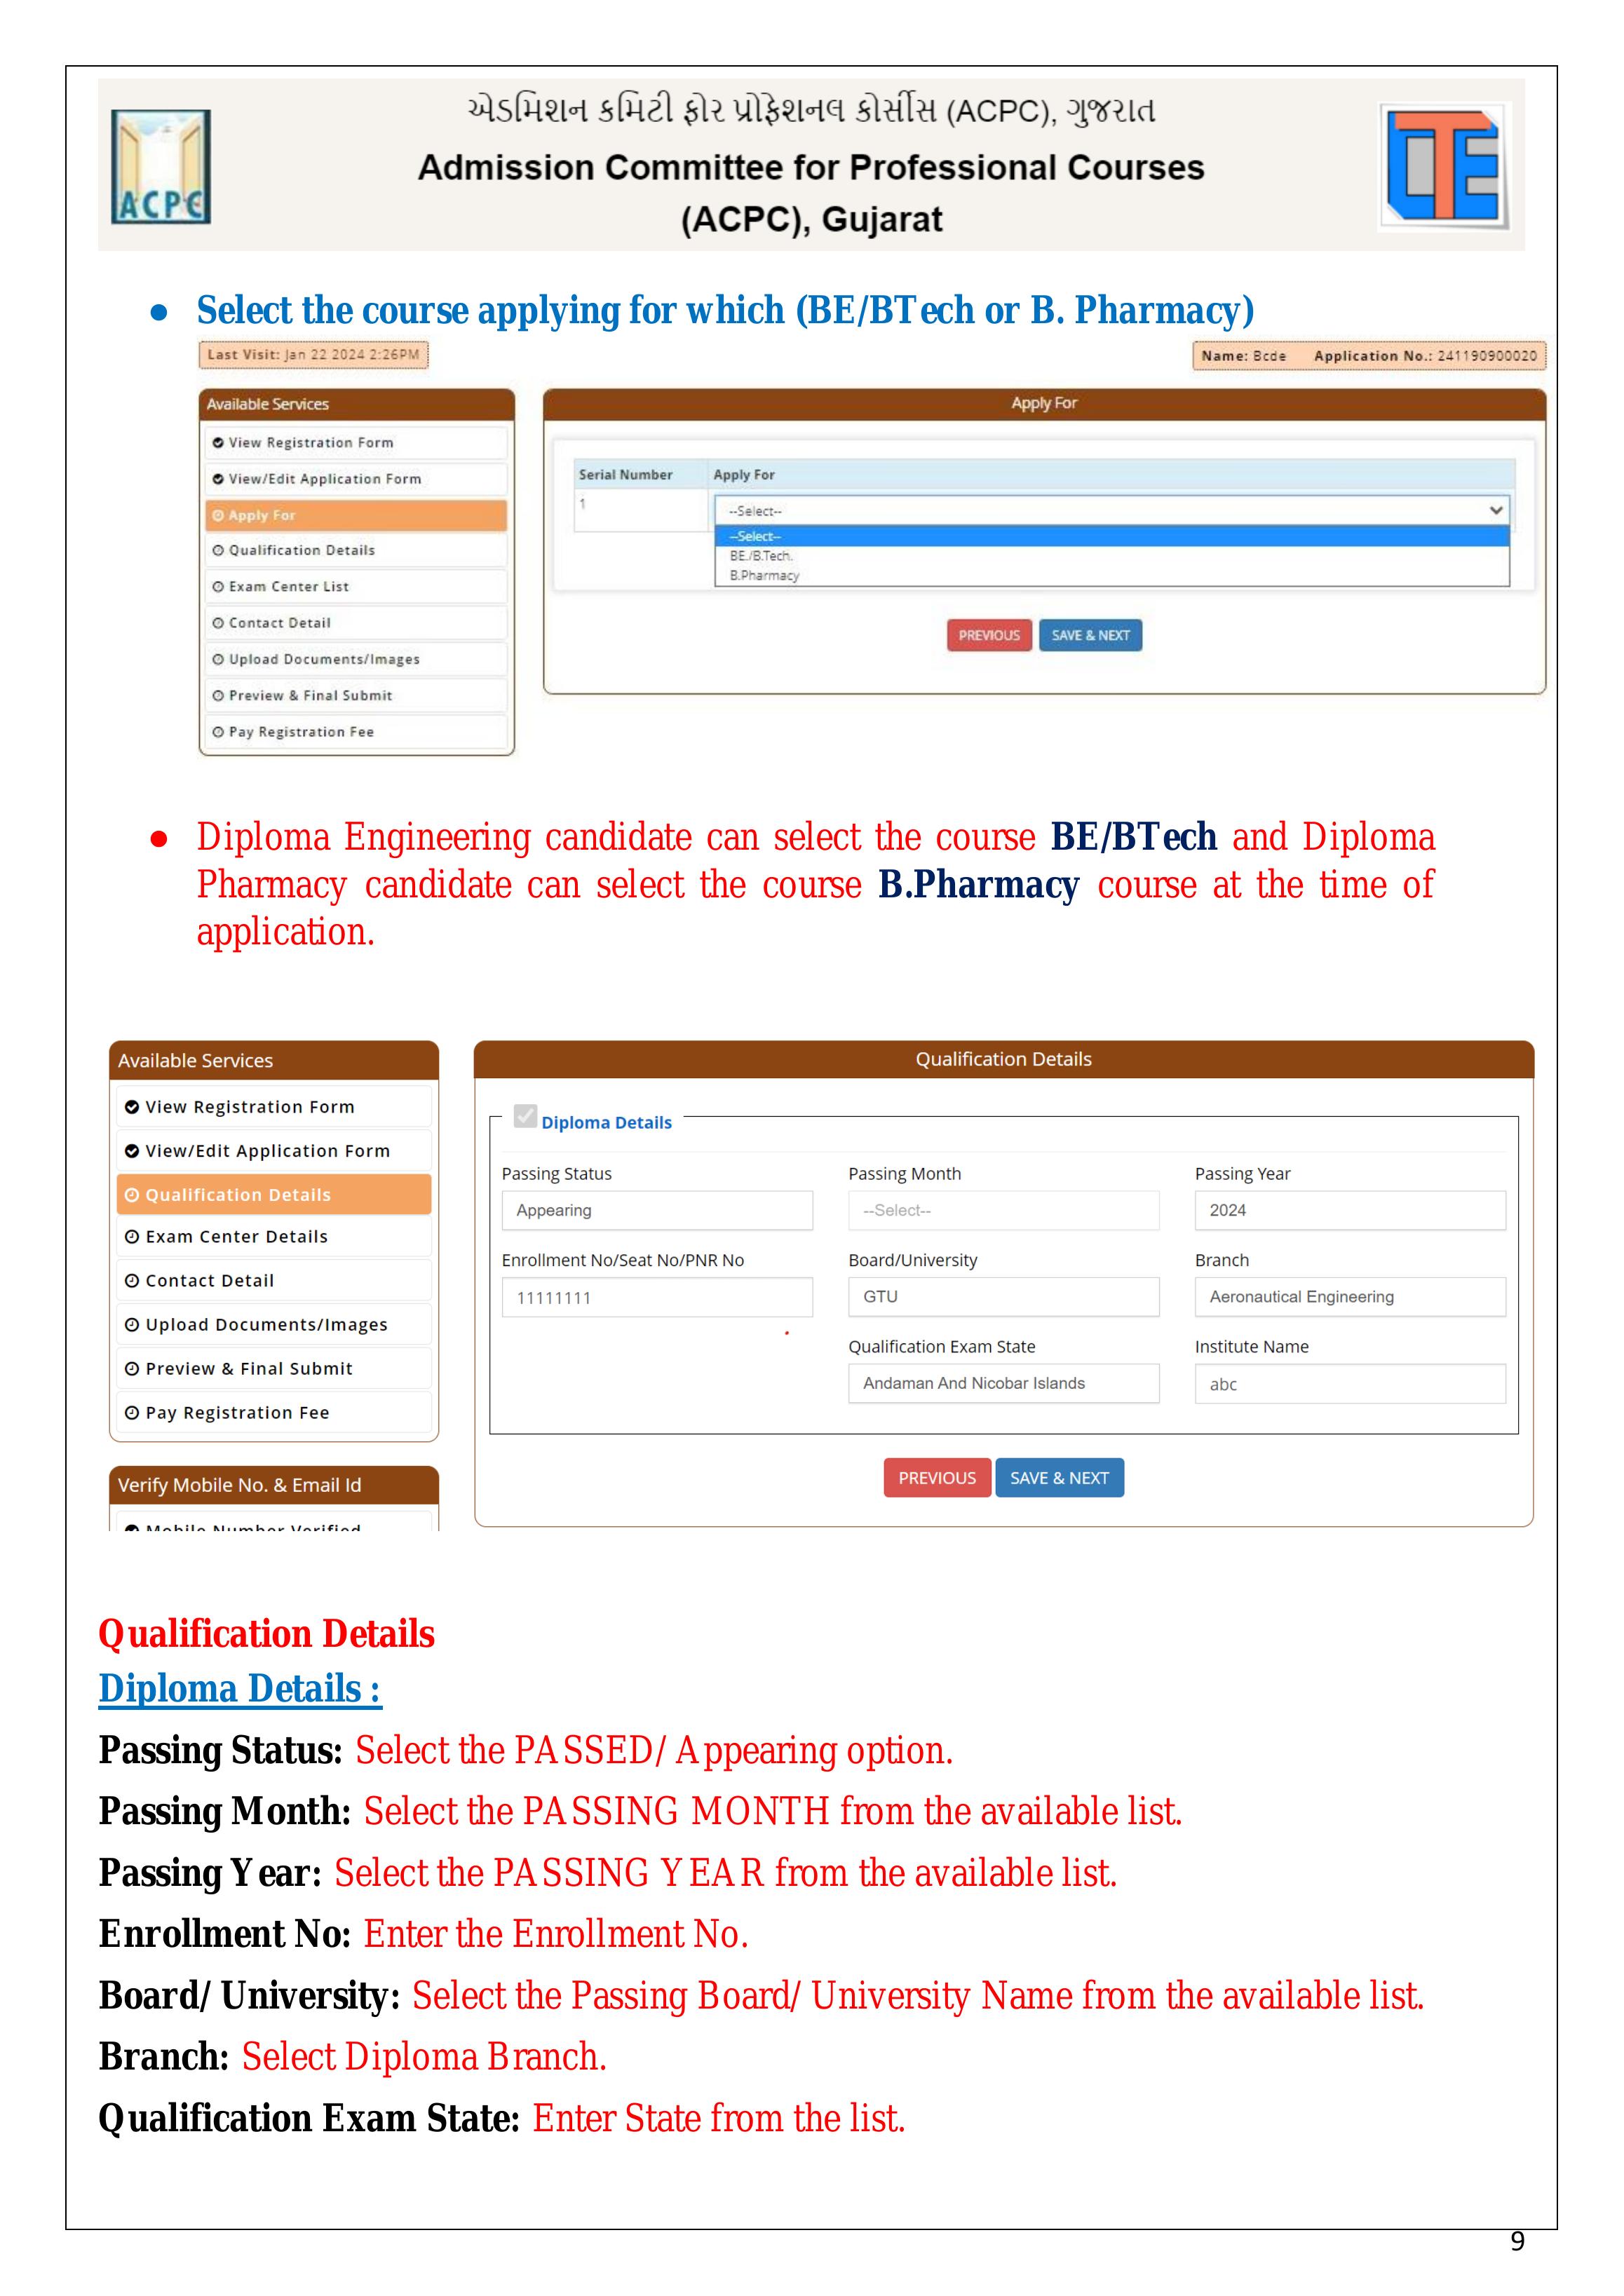 એડમિશન કમિટી ફોર પ્રોફેશનલ કોર્સીસ (ACPC), ગુજરાત
Admission Committee for Professional Courses
(ACPC), Gujarat
ACPC
CTE
● Select the course applying for which (BE/BTech or B. Pharmacy)
Last Visit: Jan 22 2024 2:26PM
Name: Bcde Application No.: 241190900020
Available Services
View Registration Form
View/Edit Application Form
Apply For
Qualification Details
Exam Center List
Contact Detail
Upload Documents/Images
Preview & Final Submit
Pay Registration Fee
Apply For
Serial Number Apply For
1 --Select--
--Select--
BE./B.Tech.
B.Pharmacy
PREVIOUS SAVE & NEXT
● Diploma Engineering candidate can select the course BE/BTech and Diploma
Pharmacy candidate can select the course B.Pharmacy course at the time of
application.
Available Services
View Registration Form
View/Edit Application Form
Qualification Details
Exam Center Details
Contact Detail
Upload Documents/Images
Preview & Final Submit
Pay Registration Fee
Verify Mobile No. & Email Id
Mobile Number Verified
Qualification Details
Diploma Details
Passing Status Passing Month Passing Year
Appearing --Select-- 2024
Enrollment No/Seat No/PNR No Board/University Branch
11111111 GTU Aeronautical Engineering
Qualification Exam State Institute Name
Andaman And Nicobar Islands abc
PREVIOUS SAVE & NEXT
Qualification Details
Diploma Details :
Passing Status: Select the PASSED/ Appearing option.
Passing Month: Select the PASSING MONTH from the available list.
Passing Year: Select the PASSING YEAR from the available list.
Enrollment No: Enter the Enrollment No.
Board/ University: Select the Passing Board/ University Name from the available list.
Branch: Select Diploma Branch.
Qualification Exam State: Enter State from the list.
9